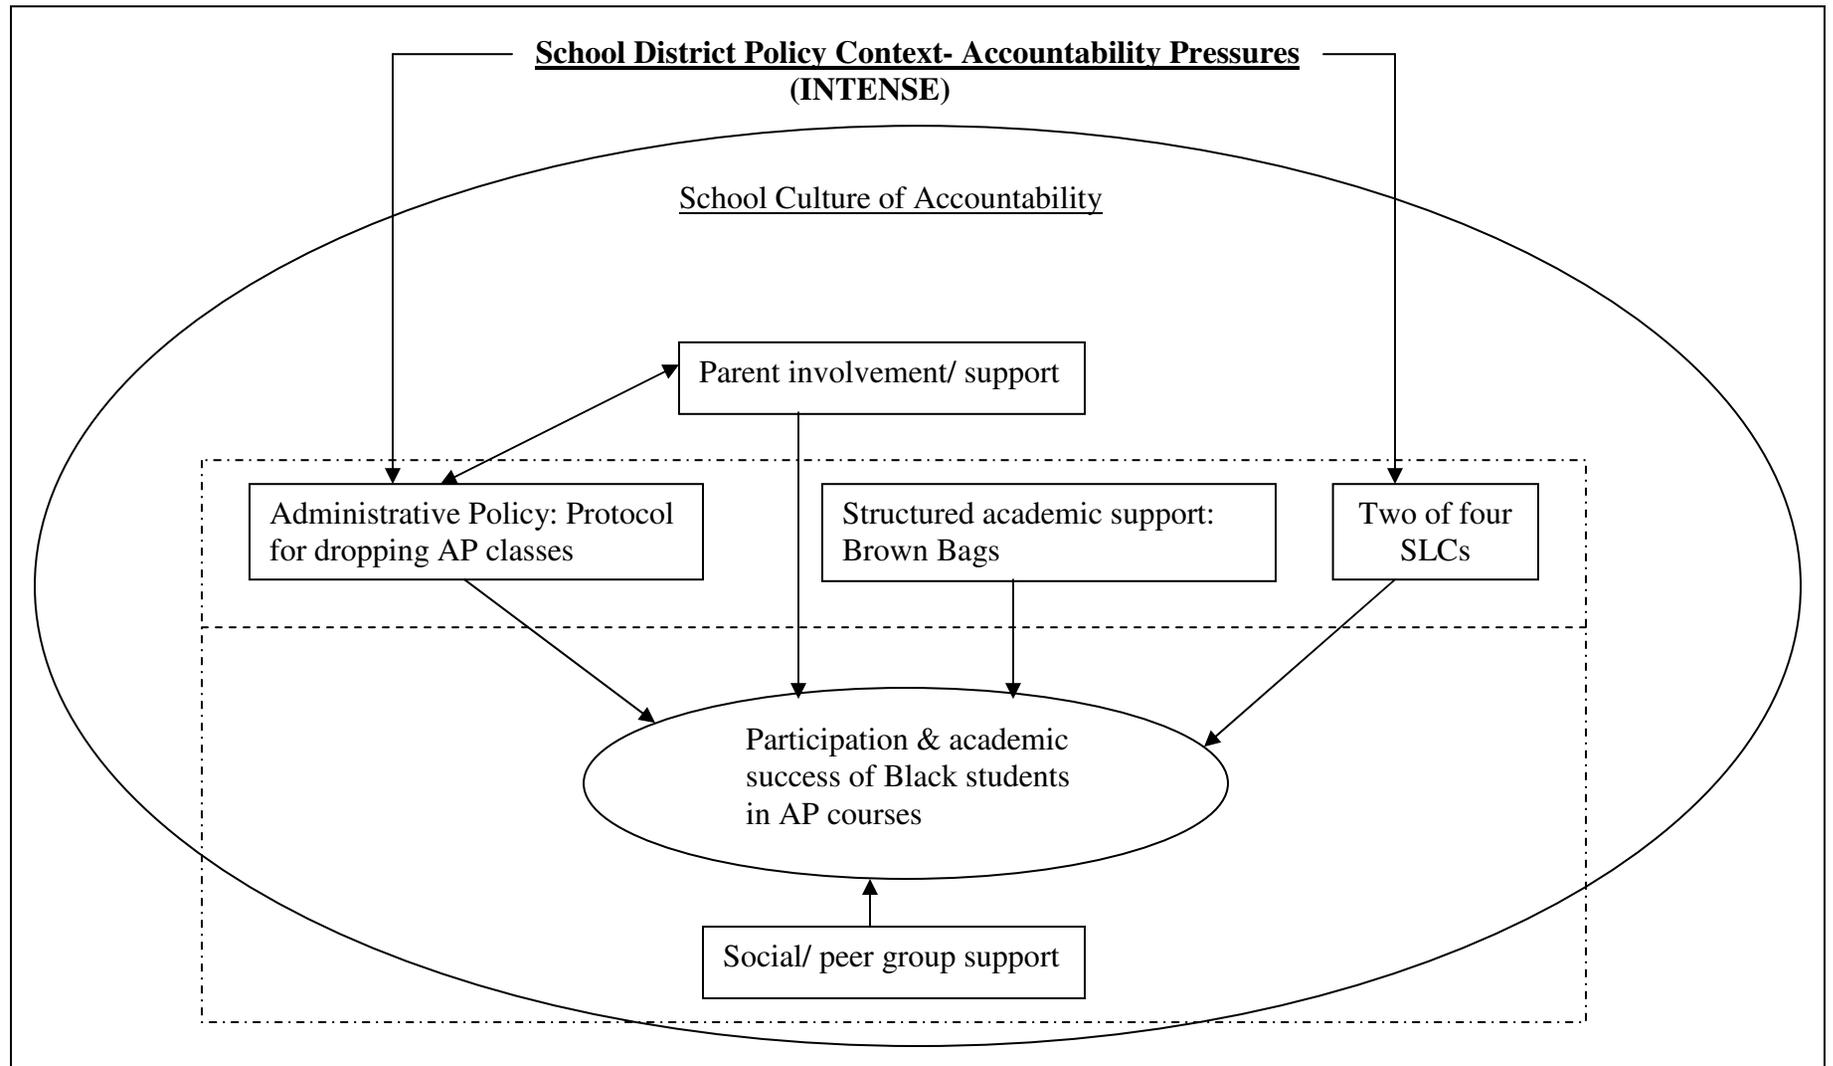 School District Policy Context- Accountability Pressures
(INTENSE)
School Culture of Accountability
Parent involvement/ support
Administrative Policy: Protocol
for dropping AP classes
Structured academic support:
Brown Bags
Two of four
SLCs
Participation & academic
success of Black students
in AP courses
Social/ peer group support